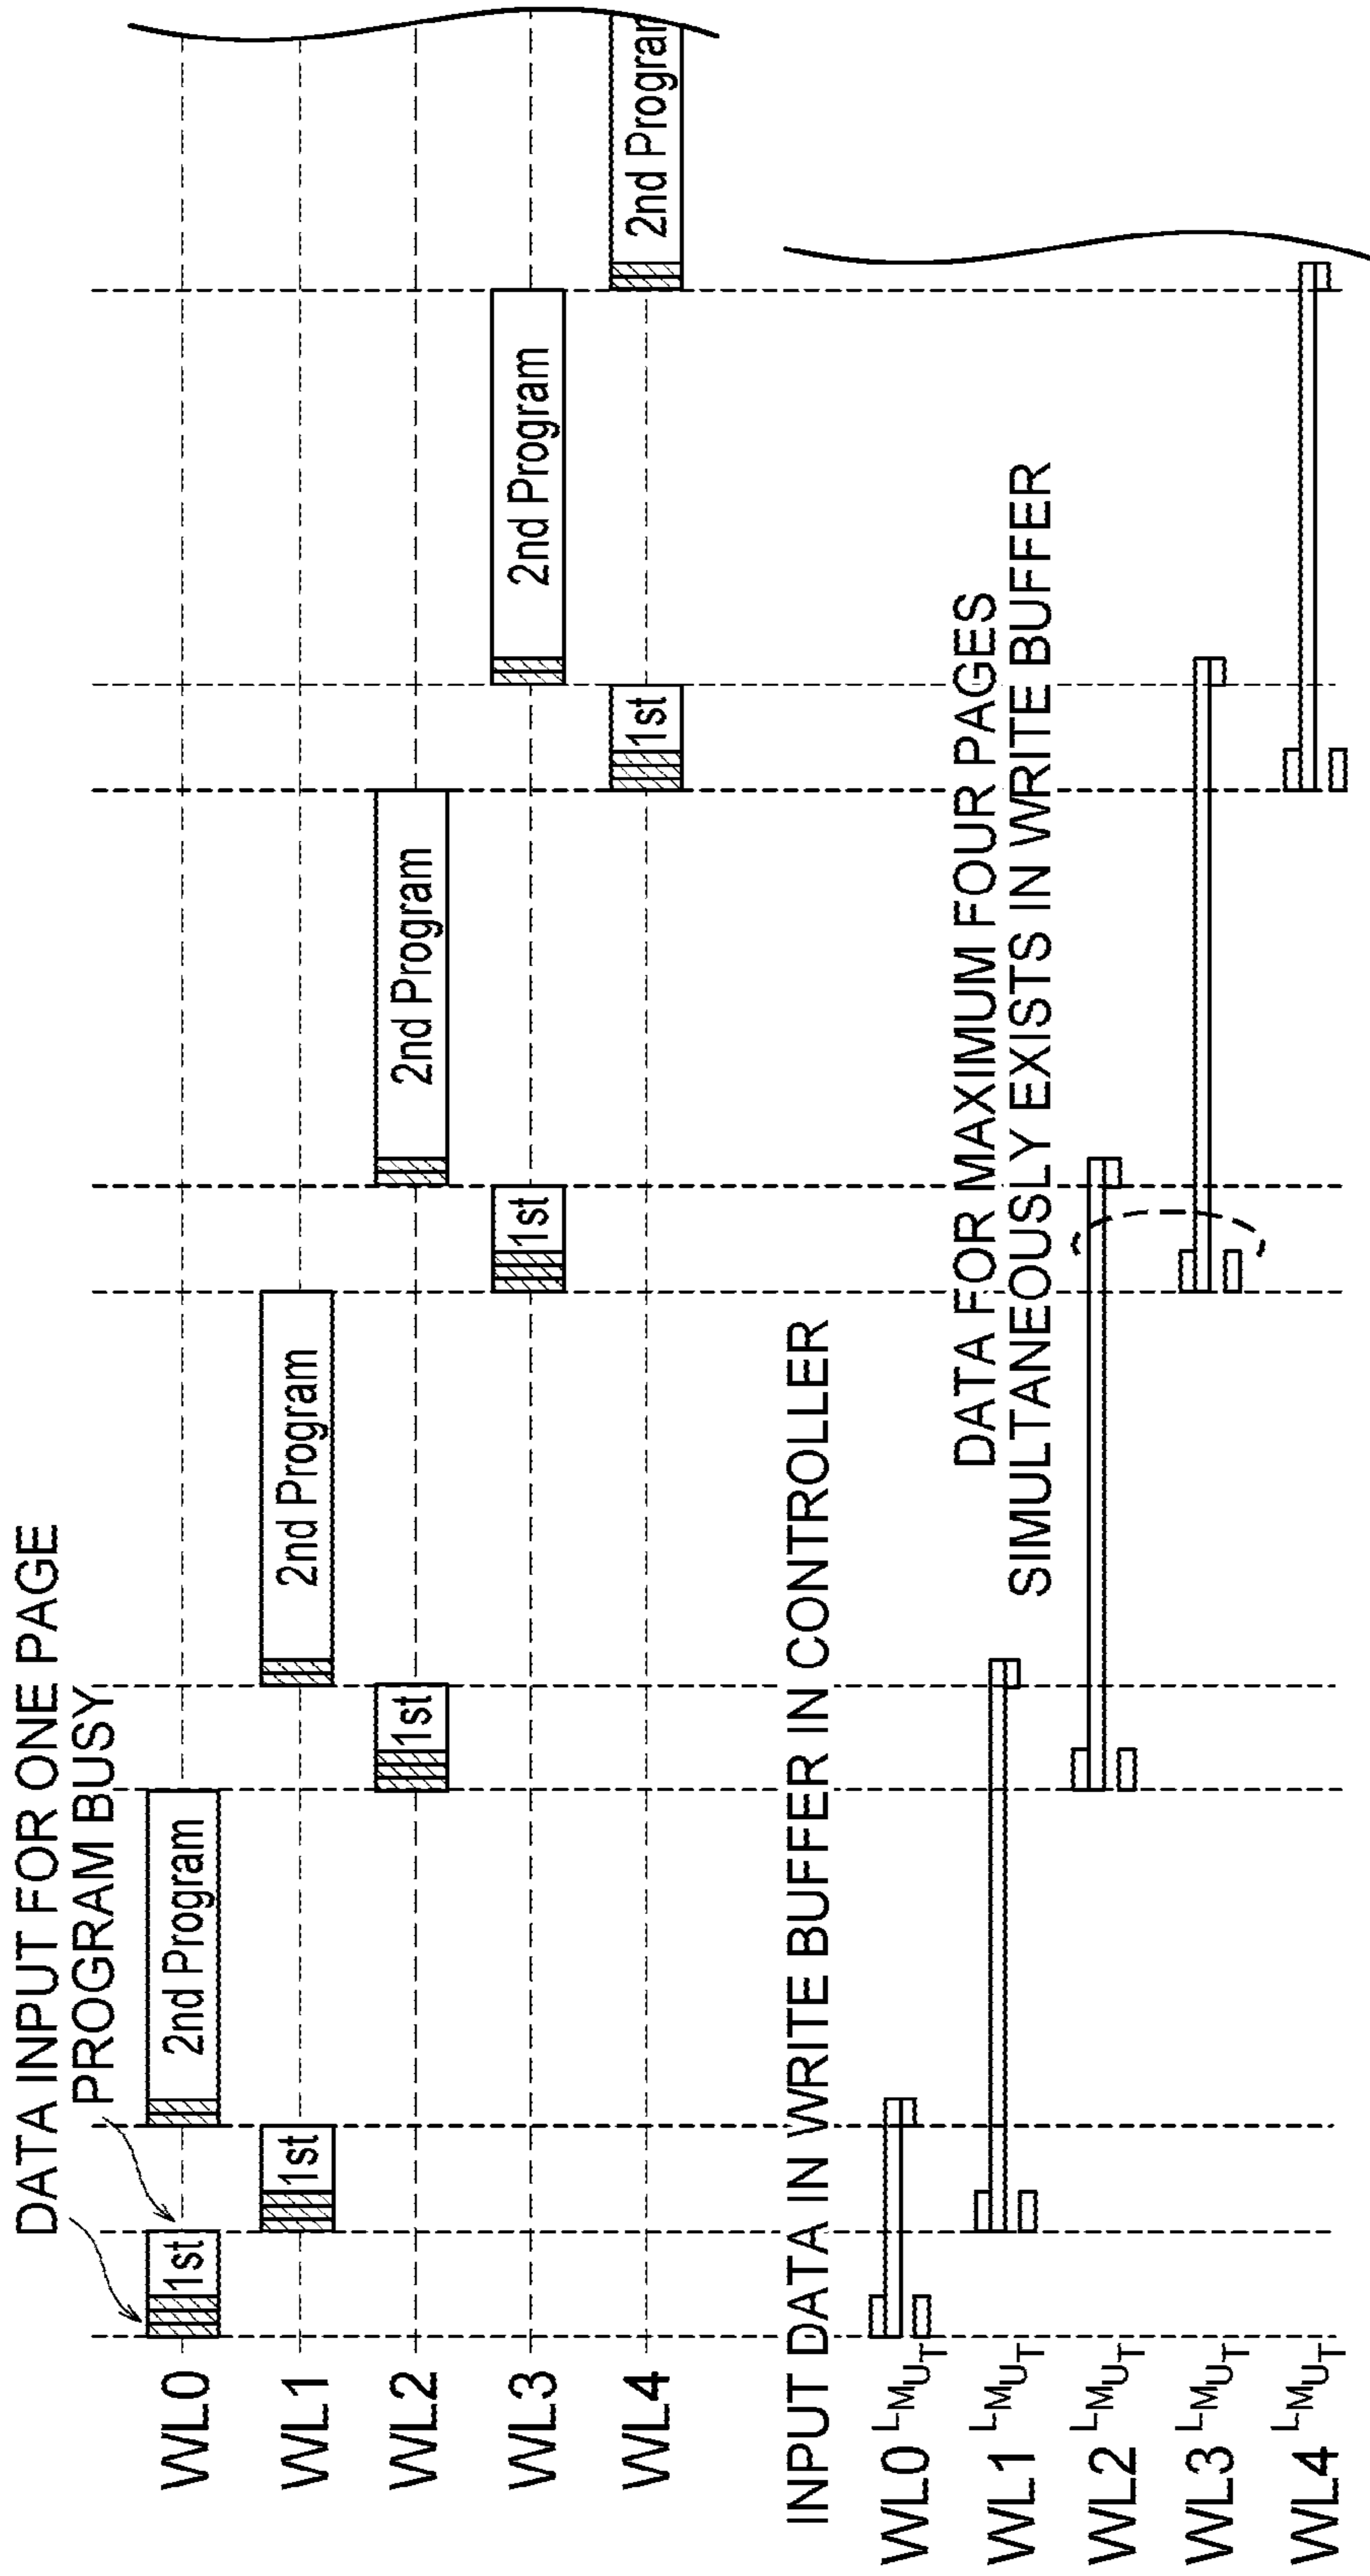 DATA INPUT FOR ONE PAGE
PROGRAM BUSY
WL0 1st 2nd Program
WL1 1st 2nd Program
WL2 1st 2nd Program
WL3 1st 2nd Program
WL4 1st 2nd Program
INPUT DATA IN WRITE BUFFER IN CONTROLLER
WL0 L M U T
WL1 L M U T
DATA FOR MAXIMUM FOUR PAGES
SIMULTANEOUSLY EXISTS IN WRITE BUFFER
WL2 L M U T
WL3 L M U T
WL4 L M U T